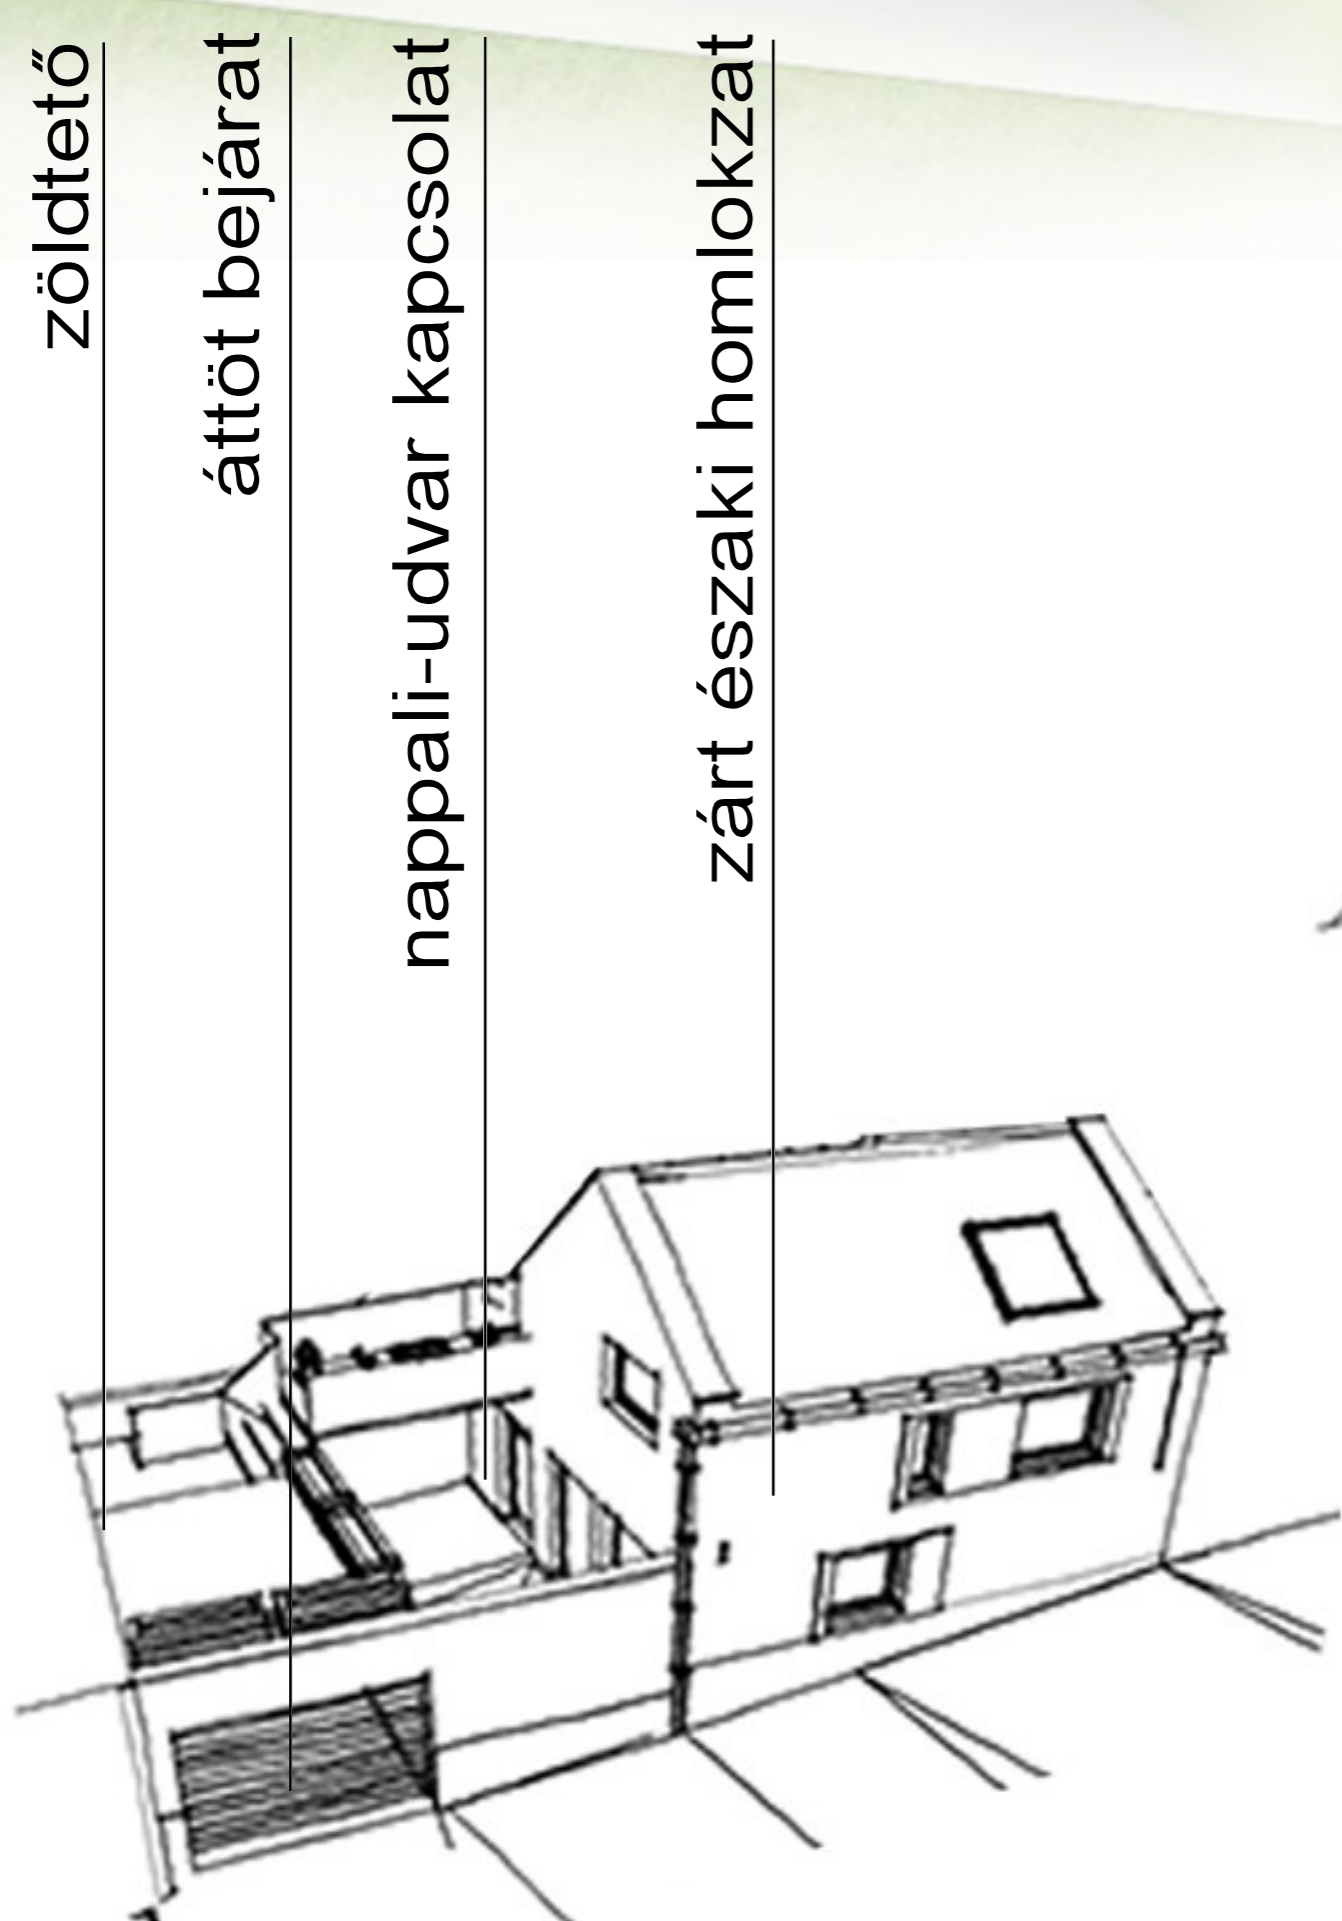 zöldtető
áttöt bejárat
nappali-udvar kapcsolat
zárt északi homlokzat